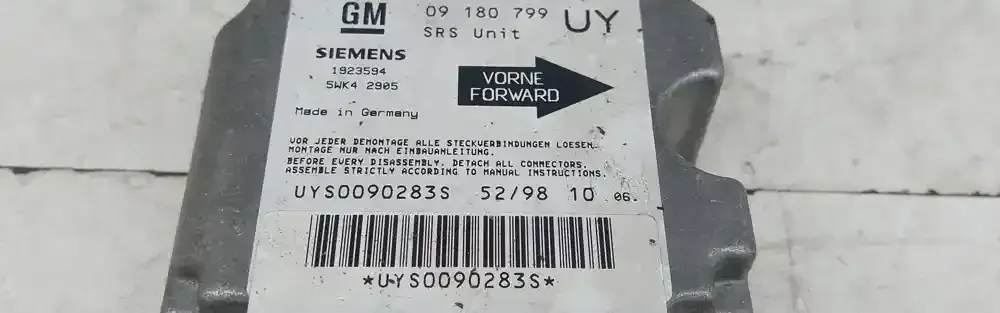 GM 09 180 799 UY
SRS Unit
SIEMENS
1923594
5WK4 2905
VORNE
FORWARD
Made in Germany
VOR JEDER DEMONTAGE ALLE STECKVERBINDUNGEN LOESEN.
MONTAGE NUR NACH EINBAUANLEITUNG.
BEFORE EVERY DISASSEMBLY, DETACH ALL CONNECTORS.
ASSEMBLE STRICTLY ACCORDING TO MANUAL INSTRUCTIONS.
UYS0090283S 52/98 10 06.
*UYS0090283S*